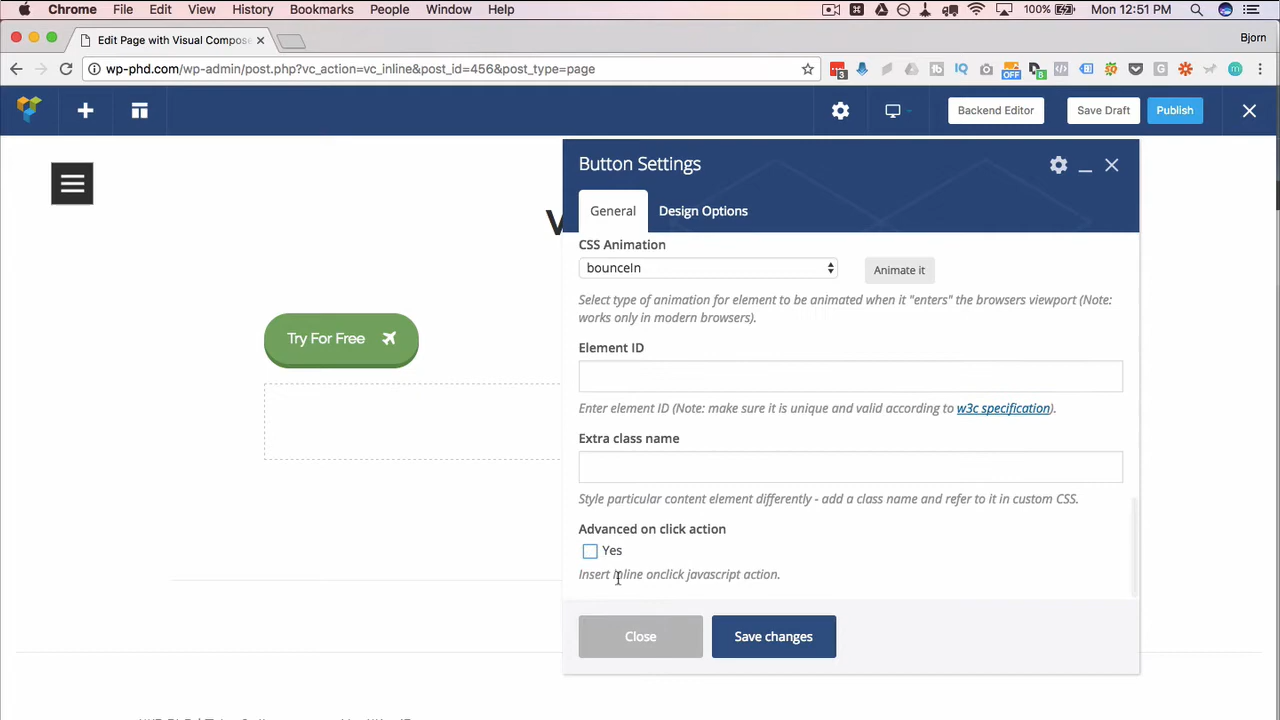 Chrome File Edit View History Bookmarks People Window Help 100% Mon 12:51 PM
Edit Page with Visual Compos
Bjorn
wp-phd.com/wp-admin/post.php?vc_action=vc_inline&post_id=456&post_type=page
3 OFF 8
Backend Editor Save Draft Publish
Button Settings
General Design Options
V
CSS Animation
bounceIn Animate it
Select type of animation for element to be animated when it "enters" the browsers viewport (Note:
works only in modern browsers).
Try For Free
Element ID
Enter element ID (Note: make sure it is unique and valid according to w3c specification).
Extra class name
Style particular content element differently - add a class name and refer to it in custom CSS.
Advanced on click action
Yes
Insert inline onclick javascript action.
Close Save changes